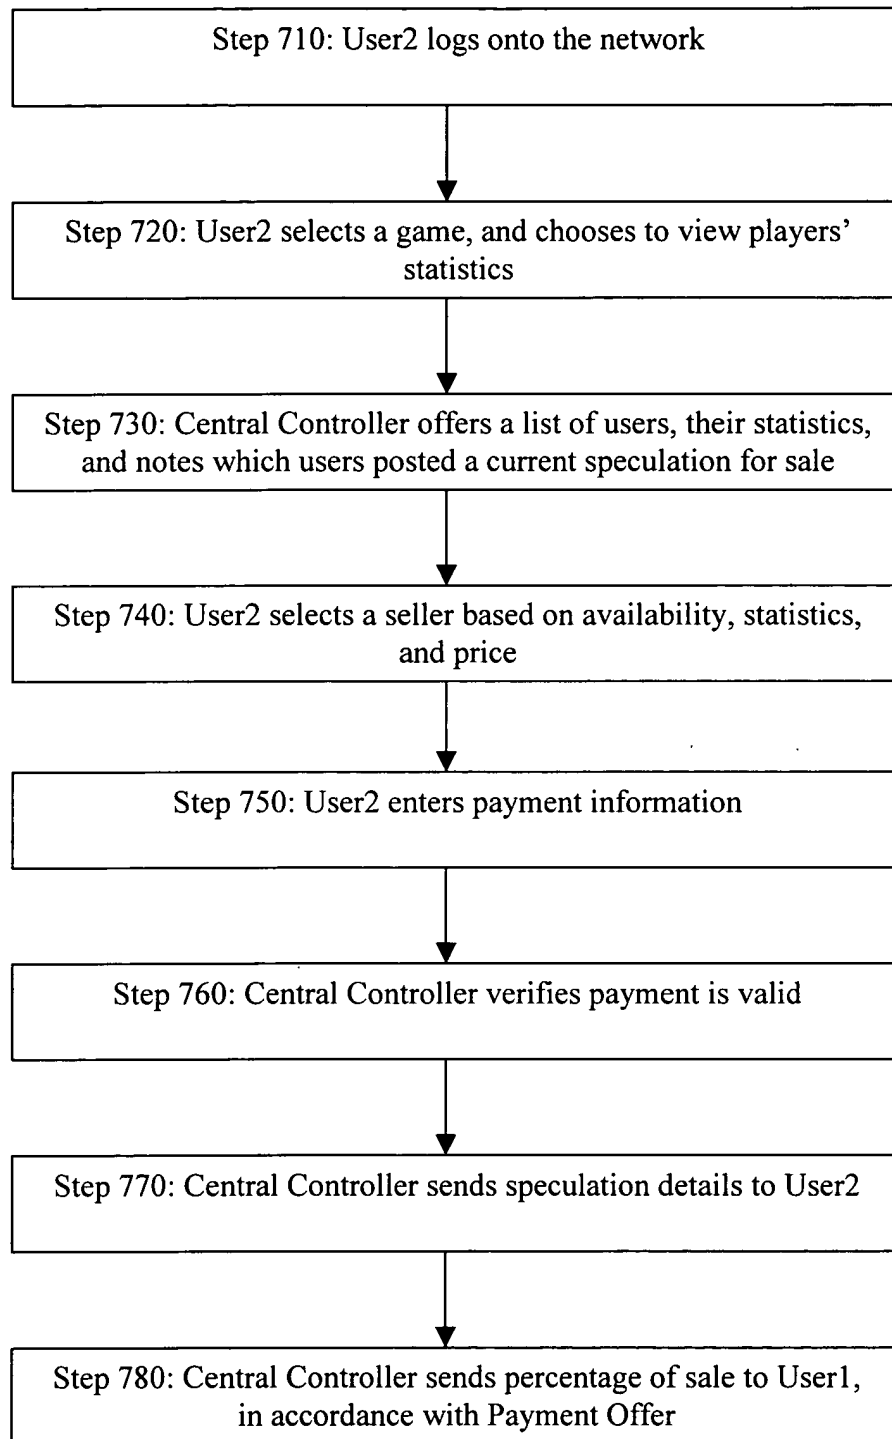 Step 710: User2 logs onto the network
Step 720: User2 selects a game, and chooses to view players’
statistics
Step 730: Central Controller offers a list of users, their statistics,
and notes which users posted a current speculation for sale
Step 740: User2 selects a seller based on availability, statistics,
and price
Step 750: User2 enters payment information
Step 760: Central Controller verifies payment is valid
Step 770: Central Controller sends speculation details to User2
Step 780: Central Controller sends percentage of sale to User1,
in accordance with Payment Offer